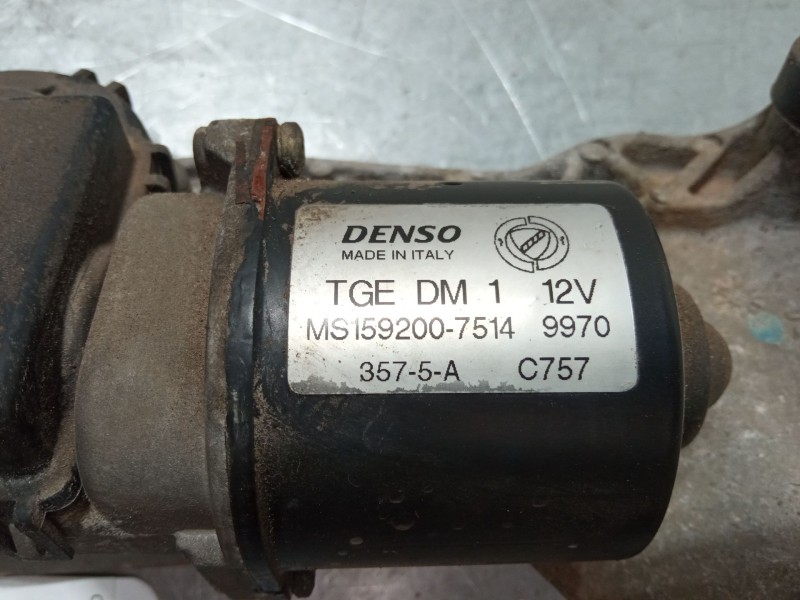 DENSO
MADE IN ITALY
TGE DM 1 12V
MS159200-7514 9970
357-5-A C757